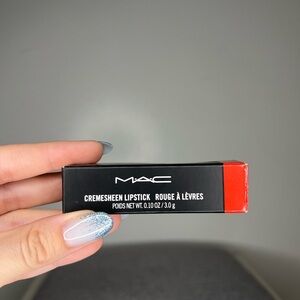 MAC
CREMESHEEN LIPSTICK ROUGE À LÈVRES
POIDS NET WT. 0.10 OZ / 3.0 g